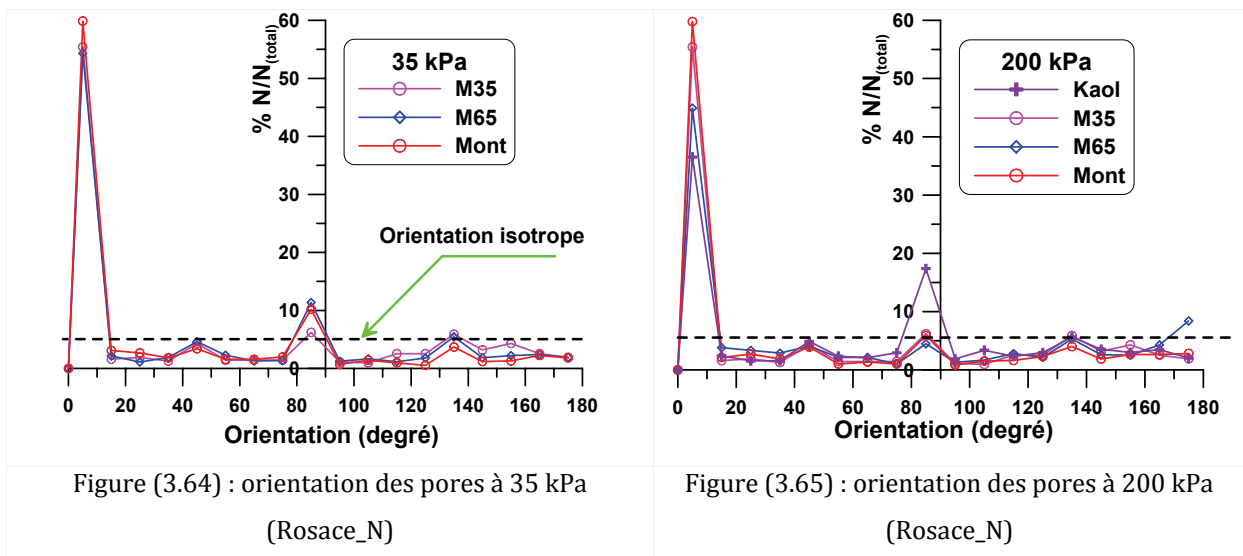 60
50
40
30
20
10
0
% N/N(total)
35 kPa
M35
M65
Mont
Orientation isotrope
0 20 40 60 80 100 120 140 160 180
Orientation (degré)
Figure (3.64) : orientation des pores à 35 kPa
(Rosace_N)
60
50
40
30
20
10
0
% N/N(total)
200 kPa
Kaol
M35
M65
Mont
0 20 40 60 80 100 120 140 160 180
Orientation (degré)
Figure (3.65) : orientation des pores à 200 kPa
(Rosace_N)